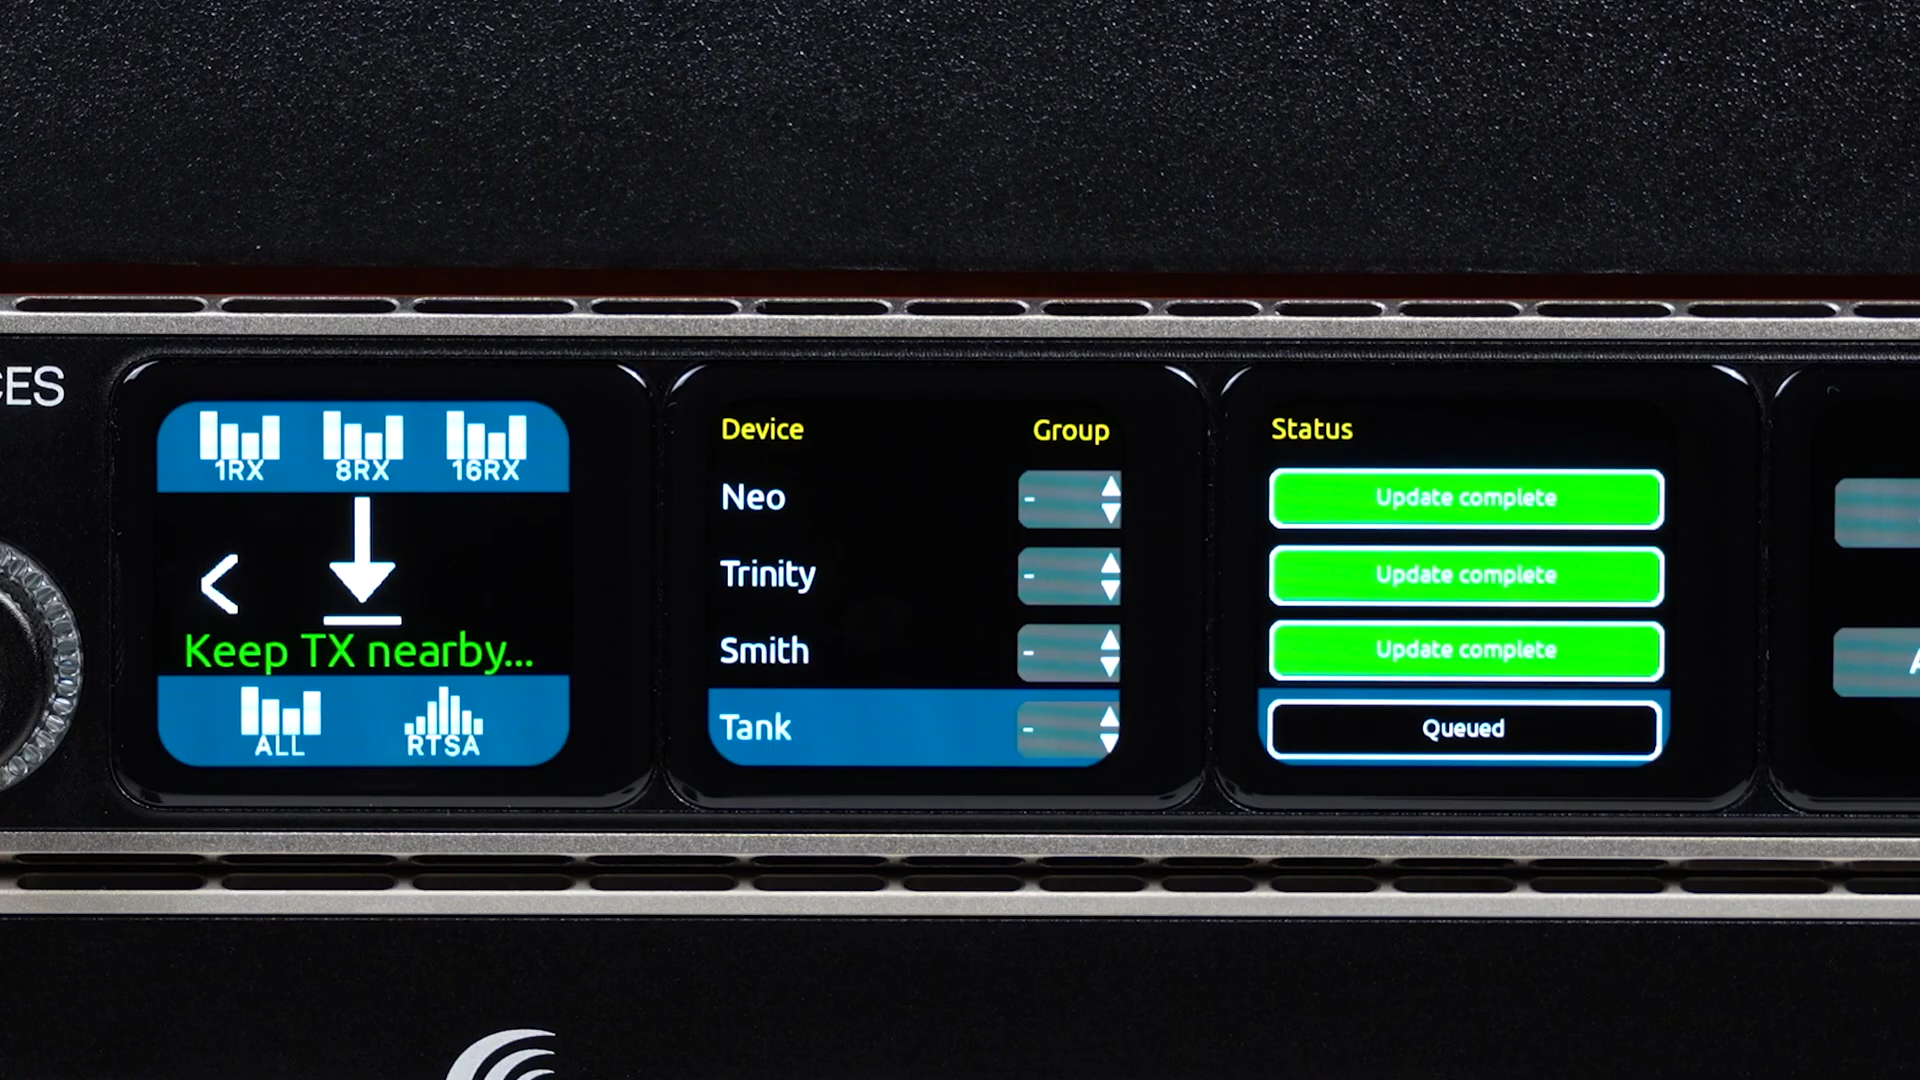 CES
1RX 8RX 16RX
Keep TX nearby...
ALL RTSA
Device Group
Neo -
Trinity -
Smith -
Tank -
Status
Update complete
Update complete
Update complete
Queued